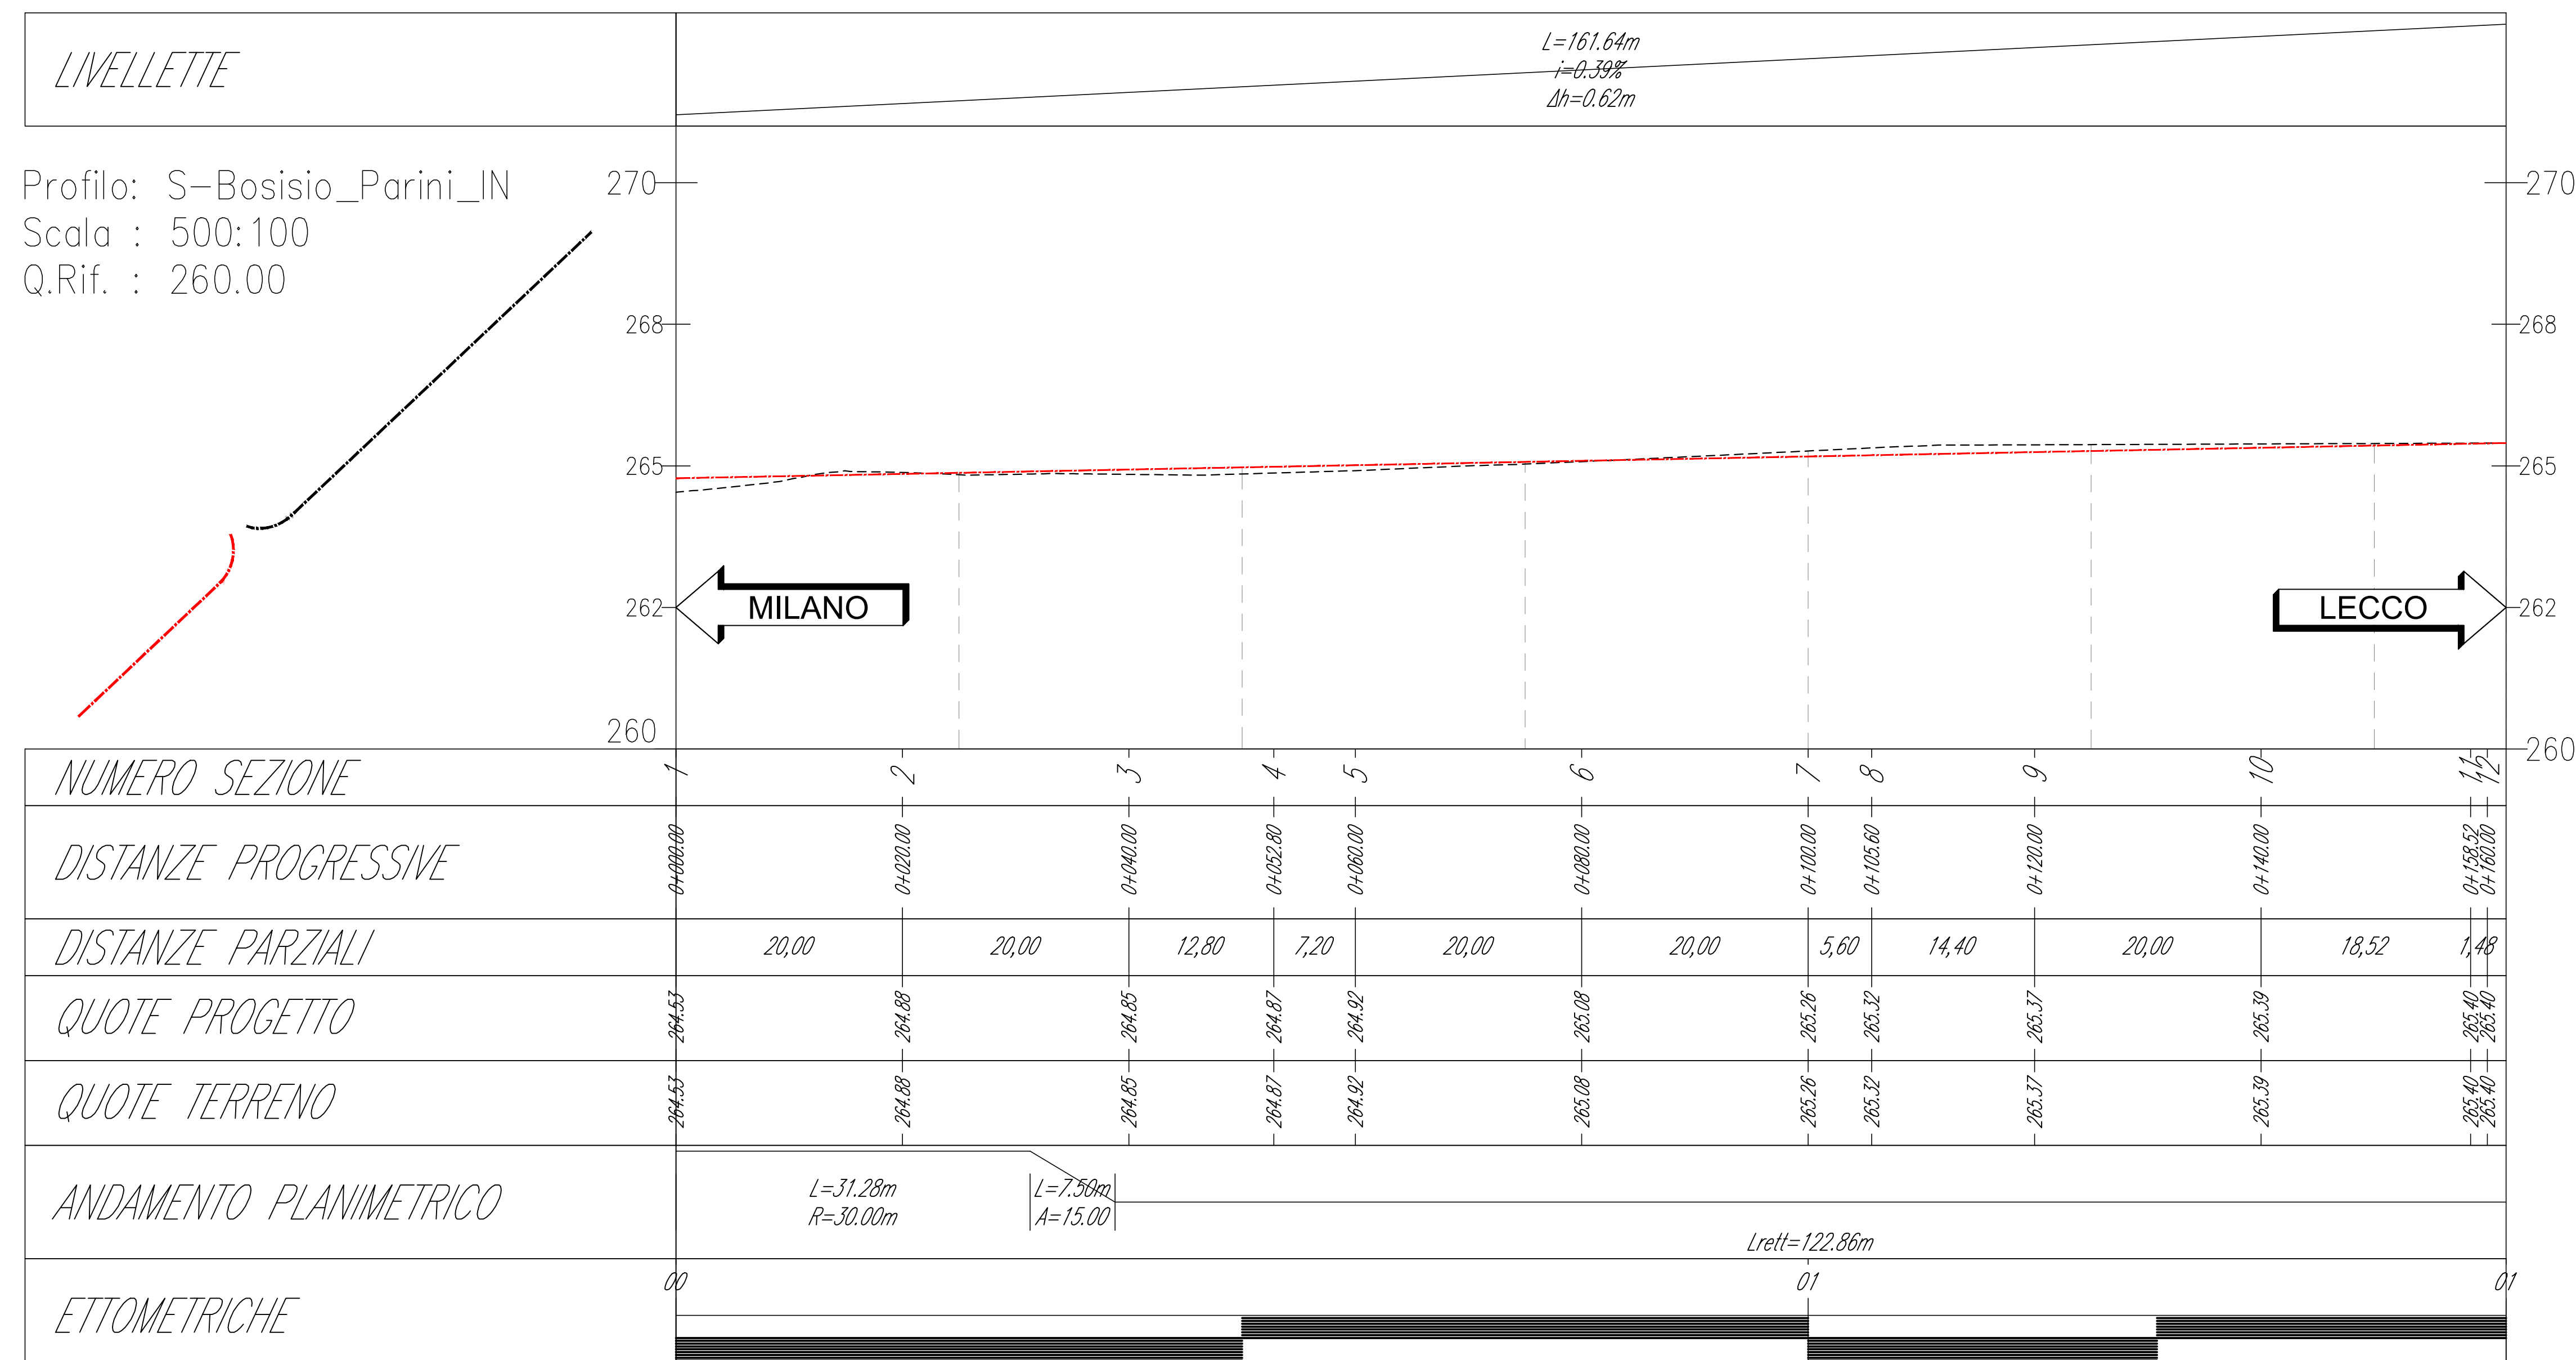 LIVELLETTE
L=161.64m
i=0.39%
Δh=0.62m
Profilo: S-Bosisio_Parini_IN
Scala : 500:100
Q.Rif. : 260.00
270 270
268 268
265 265
262 262
MILANO LECCO
260 260
NUMERO SEZIONE 1 2 3 4 5 6 7 8 9 10 11 12
DISTANZE PROGRESSIVE 0+000.00 0+020.00 0+040.00 0+052.80 0+060.00 0+080.00 0+100.00 0+105.60 0+120.00 0+140.00 0+158.52 0+160.00
DISTANZE PARZIALI 20,00 20,00 12,80 7,20 20,00 20,00 5,60 14,40 20,00 18,52 1,48
QUOTE PROGETTO 264.53 264.88 264.85 264.87 264.92 265.08 265.26 265.32 265.37 265.39 265.40 265.40
QUOTE TERRENO 264.53 264.88 264.85 264.87 264.92 265.08 265.26 265.32 265.37 265.39 265.40 265.40
ANDAMENTO PLANIMETRICO
L=31.28m L=7.50m
R=30.00m A=15.00
Lrett=122.86m
ETTOMETRICHE
00 01 01